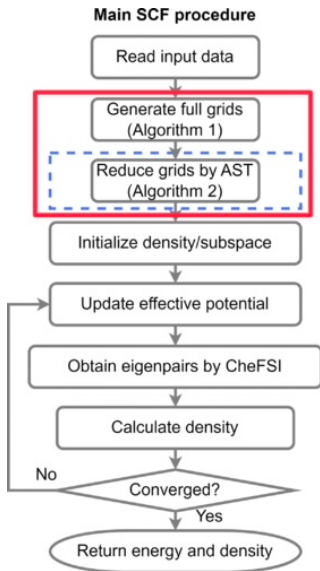 Main SCF procedure
Read input data
Generate full grids
(Algorithm 1)
Reduce grids by AST
(Algorithm 2)
Initialize density/subspace
Update effective potential
Obtain eigenpairs by CheFSI
Calculate density
No
Converged?
Yes
Return energy and density